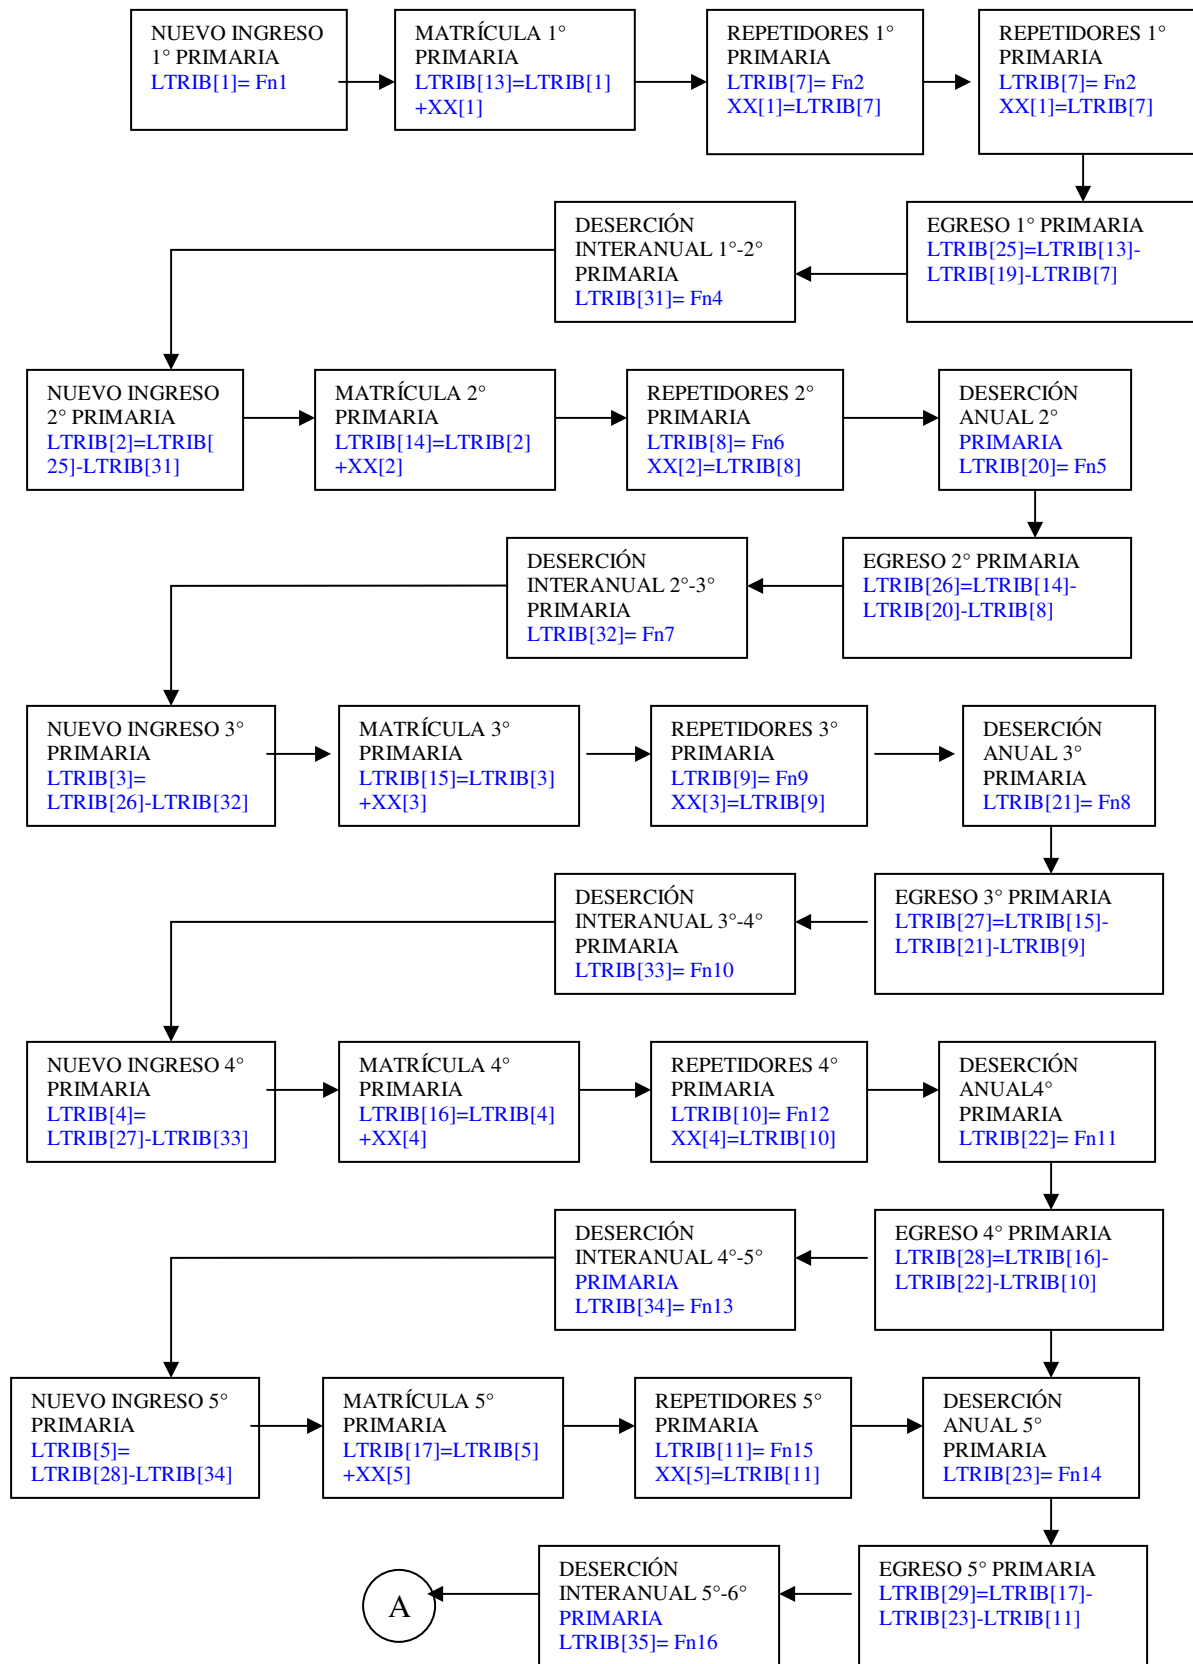 NUEVO INGRESO
1° PRIMARIA
LTRIB[1]= Fn1
MATRÍCULA 1°
PRIMARIA
LTRIB[13]=LTRIB[1]
+XX[1]
REPETIDORES 1°
PRIMARIA
LTRIB[7]= Fn2
XX[1]=LTRIB[7]
REPETIDORES 1°
PRIMARIA
LTRIB[7]= Fn2
XX[1]=LTRIB[7]
EGRESO 1° PRIMARIA
LTRIB[25]=LTRIB[13]-
LTRIB[19]-LTRIB[7]
DESERCIÓN
INTERANUAL 1°-2°
PRIMARIA
LTRIB[31]= Fn4
NUEVO INGRESO
2° PRIMARIA
LTRIB[2]=LTRIB[
25]-LTRIB[31]
MATRÍCULA 2°
PRIMARIA
LTRIB[14]=LTRIB[2]
+XX[2]
REPETIDORES 2°
PRIMARIA
LTRIB[8]= Fn6
XX[2]=LTRIB[8]
DESERCIÓN
ANUAL 2°
PRIMARIA
LTRIB[20]= Fn5
EGRESO 2° PRIMARIA
LTRIB[26]=LTRIB[14]-
LTRIB[20]-LTRIB[8]
DESERCIÓN
INTERANUAL 2°-3°
PRIMARIA
LTRIB[32]= Fn7
NUEVO INGRESO 3°
PRIMARIA
LTRIB[3]=
LTRIB[26]-LTRIB[32]
MATRÍCULA 3°
PRIMARIA
LTRIB[15]=LTRIB[3]
+XX[3]
REPETIDORES 3°
PRIMARIA
LTRIB[9]= Fn9
XX[3]=LTRIB[9]
DESERCIÓN
ANUAL 3°
PRIMARIA
LTRIB[21]= Fn8
EGRESO 3° PRIMARIA
LTRIB[27]=LTRIB[15]-
LTRIB[21]-LTRIB[9]
DESERCIÓN
INTERANUAL 3°-4°
PRIMARIA
LTRIB[33]= Fn10
NUEVO INGRESO 4°
PRIMARIA
LTRIB[4]=
LTRIB[27]-LTRIB[33]
MATRÍCULA 4°
PRIMARIA
LTRIB[16]=LTRIB[4]
+XX[4]
REPETIDORES 4°
PRIMARIA
LTRIB[10]= Fn12
XX[4]=LTRIB[10]
DESERCIÓN
ANUAL4°
PRIMARIA
LTRIB[22]= Fn11
EGRESO 4° PRIMARIA
LTRIB[28]=LTRIB[16]-
LTRIB[22]-LTRIB[10]
DESERCIÓN
INTERANUAL 4°-5°
PRIMARIA
LTRIB[34]= Fn13
NUEVO INGRESO 5°
PRIMARIA
LTRIB[5]=
LTRIB[28]-LTRIB[34]
MATRÍCULA 5°
PRIMARIA
LTRIB[17]=LTRIB[5]
+XX[5]
REPETIDORES 5°
PRIMARIA
LTRIB[11]= Fn15
XX[5]=LTRIB[11]
DESERCIÓN
ANUAL 5°
PRIMARIA
LTRIB[23]= Fn14
EGRESO 5° PRIMARIA
LTRIB[29]=LTRIB[17]-
LTRIB[23]-LTRIB[11]
DESERCIÓN
INTERANUAL 5°-6°
PRIMARIA
LTRIB[35]= Fn16
A